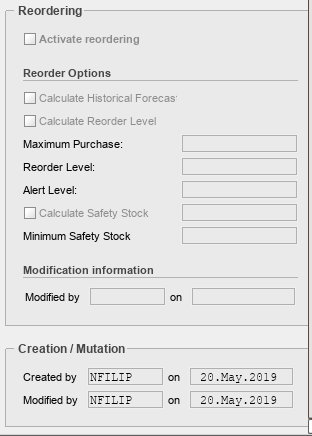 Reordering
Activate reordering
Reorder Options
Calculate Historical Forecas
Calculate Reorder Level
Maximum Purchase:
Reorder Level:
Alert Level:
Calculate Safety Stock
Minimum Safety Stock
Modification information
Modified by on
Creation / Mutation
Created by NFILIP on 20.May.2019
Modified by NFILIP on 20.May.2019